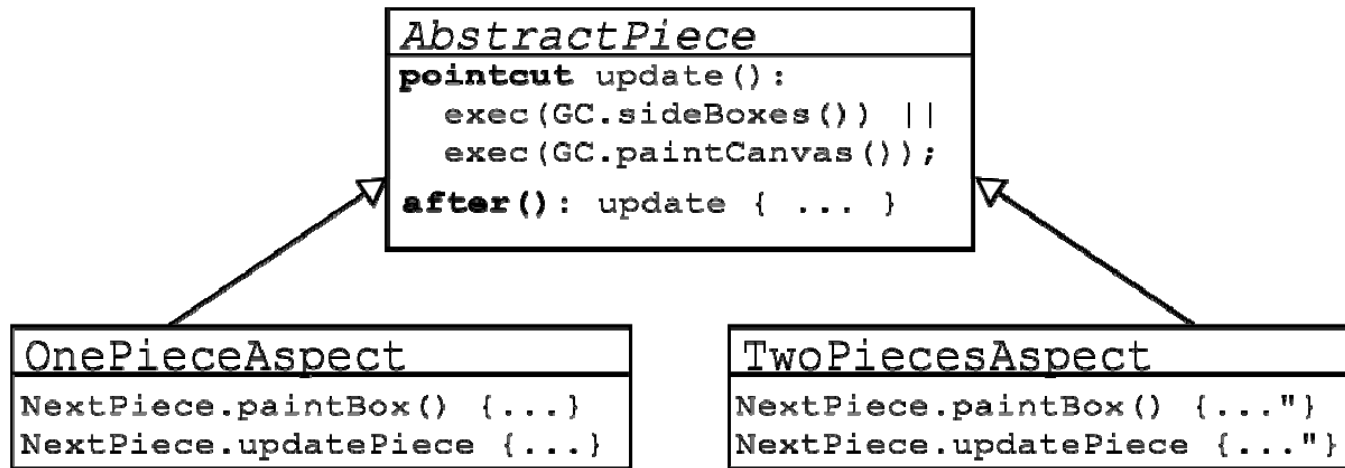 AbstractPiece
pointcut update():
exec(GC.sideBoxes()) ||
exec(GC.paintCanvas());
after(): update { ... }
OnePieceAspect
NextPiece.paintBox() {...}
NextPiece.updatePiece {...}
TwoPiecesAspect
NextPiece.paintBox() {..."}
NextPiece.updatePiece {..."}